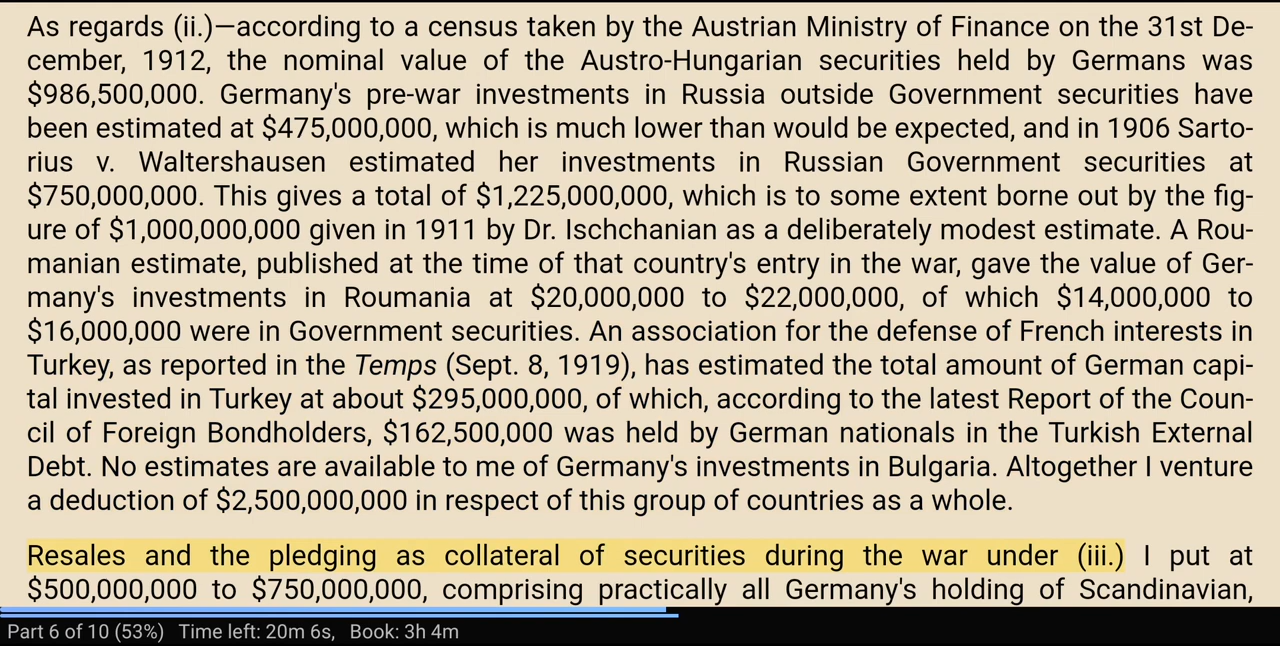 As regards (ii.)—according to a census taken by the Austrian Ministry of Finance on the 31st De-
cember, 1912, the nominal value of the Austro-Hungarian securities held by Germans was
$986,500,000. Germany's pre-war investments in Russia outside Government securities have
been estimated at $475,000,000, which is much lower than would be expected, and in 1906 Sarto-
rius v. Waltershausen estimated her investments in Russian Government securities at
$750,000,000. This gives a total of $1,225,000,000, which is to some extent borne out by the fig-
ure of $1,000,000,000 given in 1911 by Dr. Ischchanian as a deliberately modest estimate. A Rou-
manian estimate, published at the time of that country's entry in the war, gave the value of Ger-
many's investments in Roumania at $20,000,000 to $22,000,000, of which $14,000,000 to
$16,000,000 were in Government securities. An association for the defense of French interests in
Turkey, as reported in the Temps (Sept. 8, 1919), has estimated the total amount of German capi-
tal invested in Turkey at about $295,000,000, of which, according to the latest Report of the Coun-
cil of Foreign Bondholders, $162,500,000 was held by German nationals in the Turkish External
Debt. No estimates are available to me of Germany's investments in Bulgaria. Altogether I venture
a deduction of $2,500,000,000 in respect of this group of countries as a whole.
Resales and the pledging as collateral of securities during the war under (iii.) I put at
$500,000,000 to $750,000,000, comprising practically all Germany's holding of Scandinavian,
Part 6 of 10 (53%) Time left: 20m 6s, Book: 3h 4m